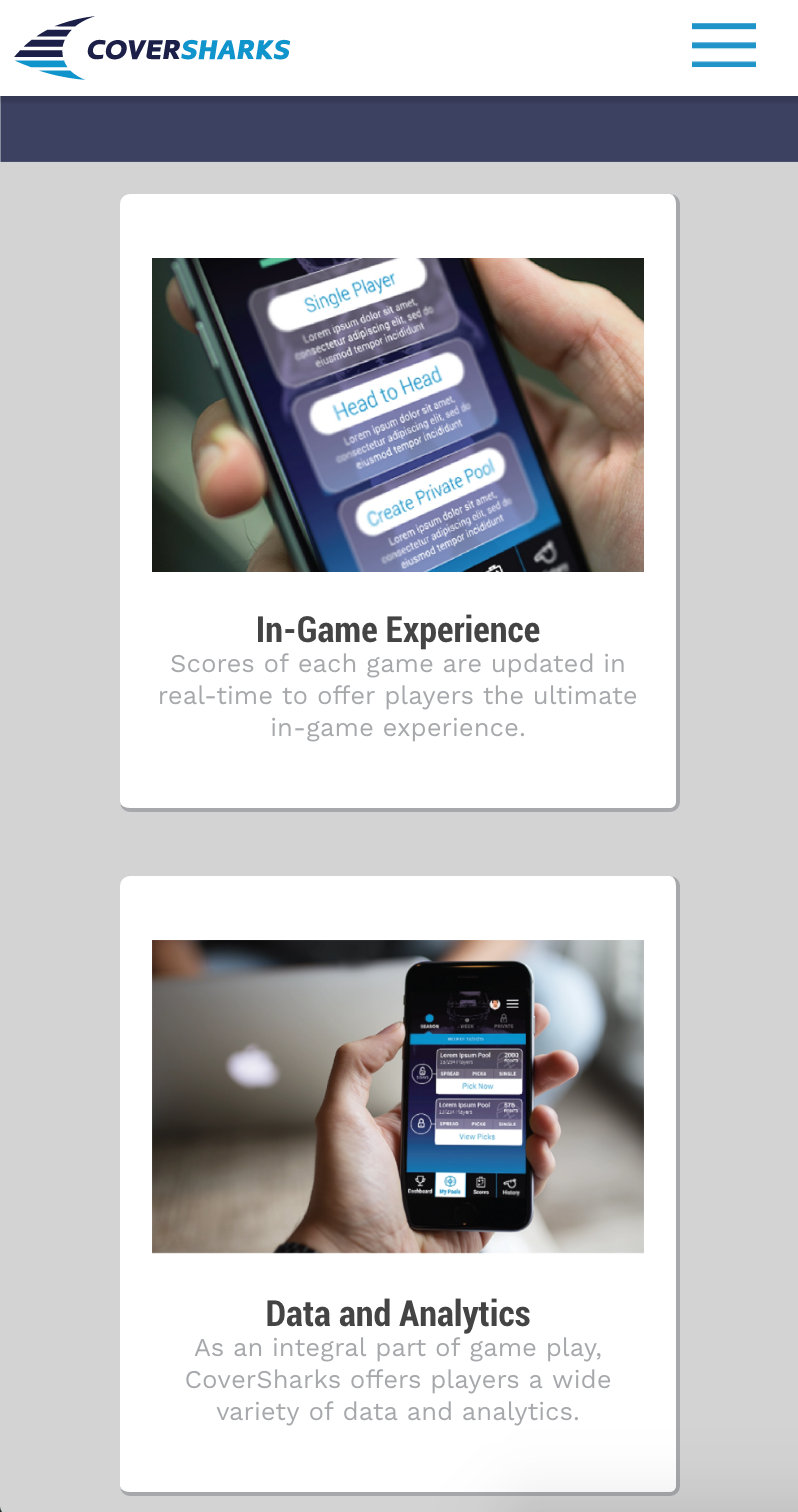 COVERSHARKS
Single Player
Lorem ipsum dolor sit amet,
consectetur adipiscing elit, sed do
eiusmod tempor incididunt
Head to Head
Lorem ipsum dolor sit amet,
consectetur adipiscing elit, sed do
eiusmod tempor incididunt
Create Private Pool
Lorem ipsum dolor sit amet,
consectetur adipiscing elit, sed do
eiusmod tempor incididunt
In-Game Experience
Scores of each game are updated in
real-time to offer players the ultimate
in-game experience.
SEASON WEEK PRIVATE
Lorem Ipsum Pool 2000
POINTS
SPREAD PICKS SINGLE
Pick Now
Lorem Ipsum Pool 575
POINTS
SPREAD PICKS SINGLE
View Picks
Dashboard My Pools Scores History
Data and Analytics
As an integral part of game play,
CoverSharks offers players a wide
variety of data and analytics.